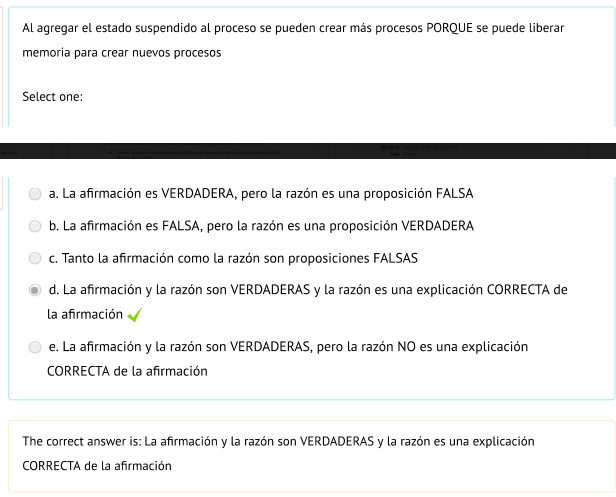 Al agregar el estado suspendido al proceso se pueden crear más procesos PORQUE se puede liberar
memoria para crear nuevos procesos
Select one:
a. La afirmación es VERDADERA, pero la razón es una proposición FALSA
b. La afirmación es FALSA, pero la razón es una proposición VERDADERA
c. Tanto la afirmación como la razón son proposiciones FALSAS
d. La afirmación y la razón son VERDADERAS y la razón es una explicación CORRECTA de
la afirmación
e. La afirmación y la razón son VERDADERAS, pero la razón NO es una explicación
CORRECTA de la afirmación
The correct answer is: La afirmación y la razón son VERDADERAS y la razón es una explicación
CORRECTA de la afirmación